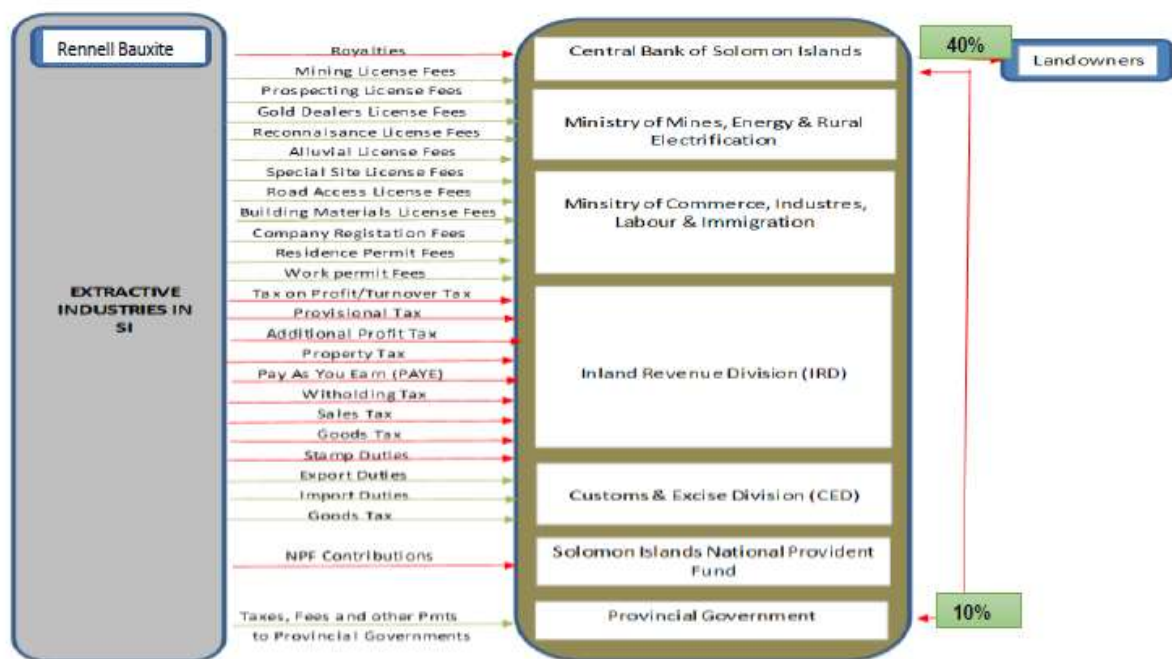 Rennell Bauxite
EXTRACTIVE
INDUSTRIES IN
SI
Royalties
Mining License Fees
Prospecting License Fees
Gold Dealers License Fees
Reconnaisance License Fees
Alluvial License Fees
Special Site License Fees
Road Access License Fees
Building Materials License Fees
Company Registation Fees
Residence Permit Fees
Work permit Fees
Tax on Profit/Turnover Tax
Provisional Tax
Additional Profit Tax
Property Tax
Pay As You Earn (PAYE)
Witholding Tax
Sales Tax
Goods Tax
Stamp Duties
Export Duties
Import Duties
Goods Tax
NPF Contributions
Taxes, Fees and other Pmts
to Provincial Governments
Central Bank of Solomon Islands
Ministry of Mines, Energy & Rural
Electrification
Minsitry of Commerce, Industres,
Labour & Immigration
Inland Revenue Division (IRD)
Customs & Excise Division (CED)
Solomon Islands National Provident
Fund
Provincial Government
40%
Landowners
10%